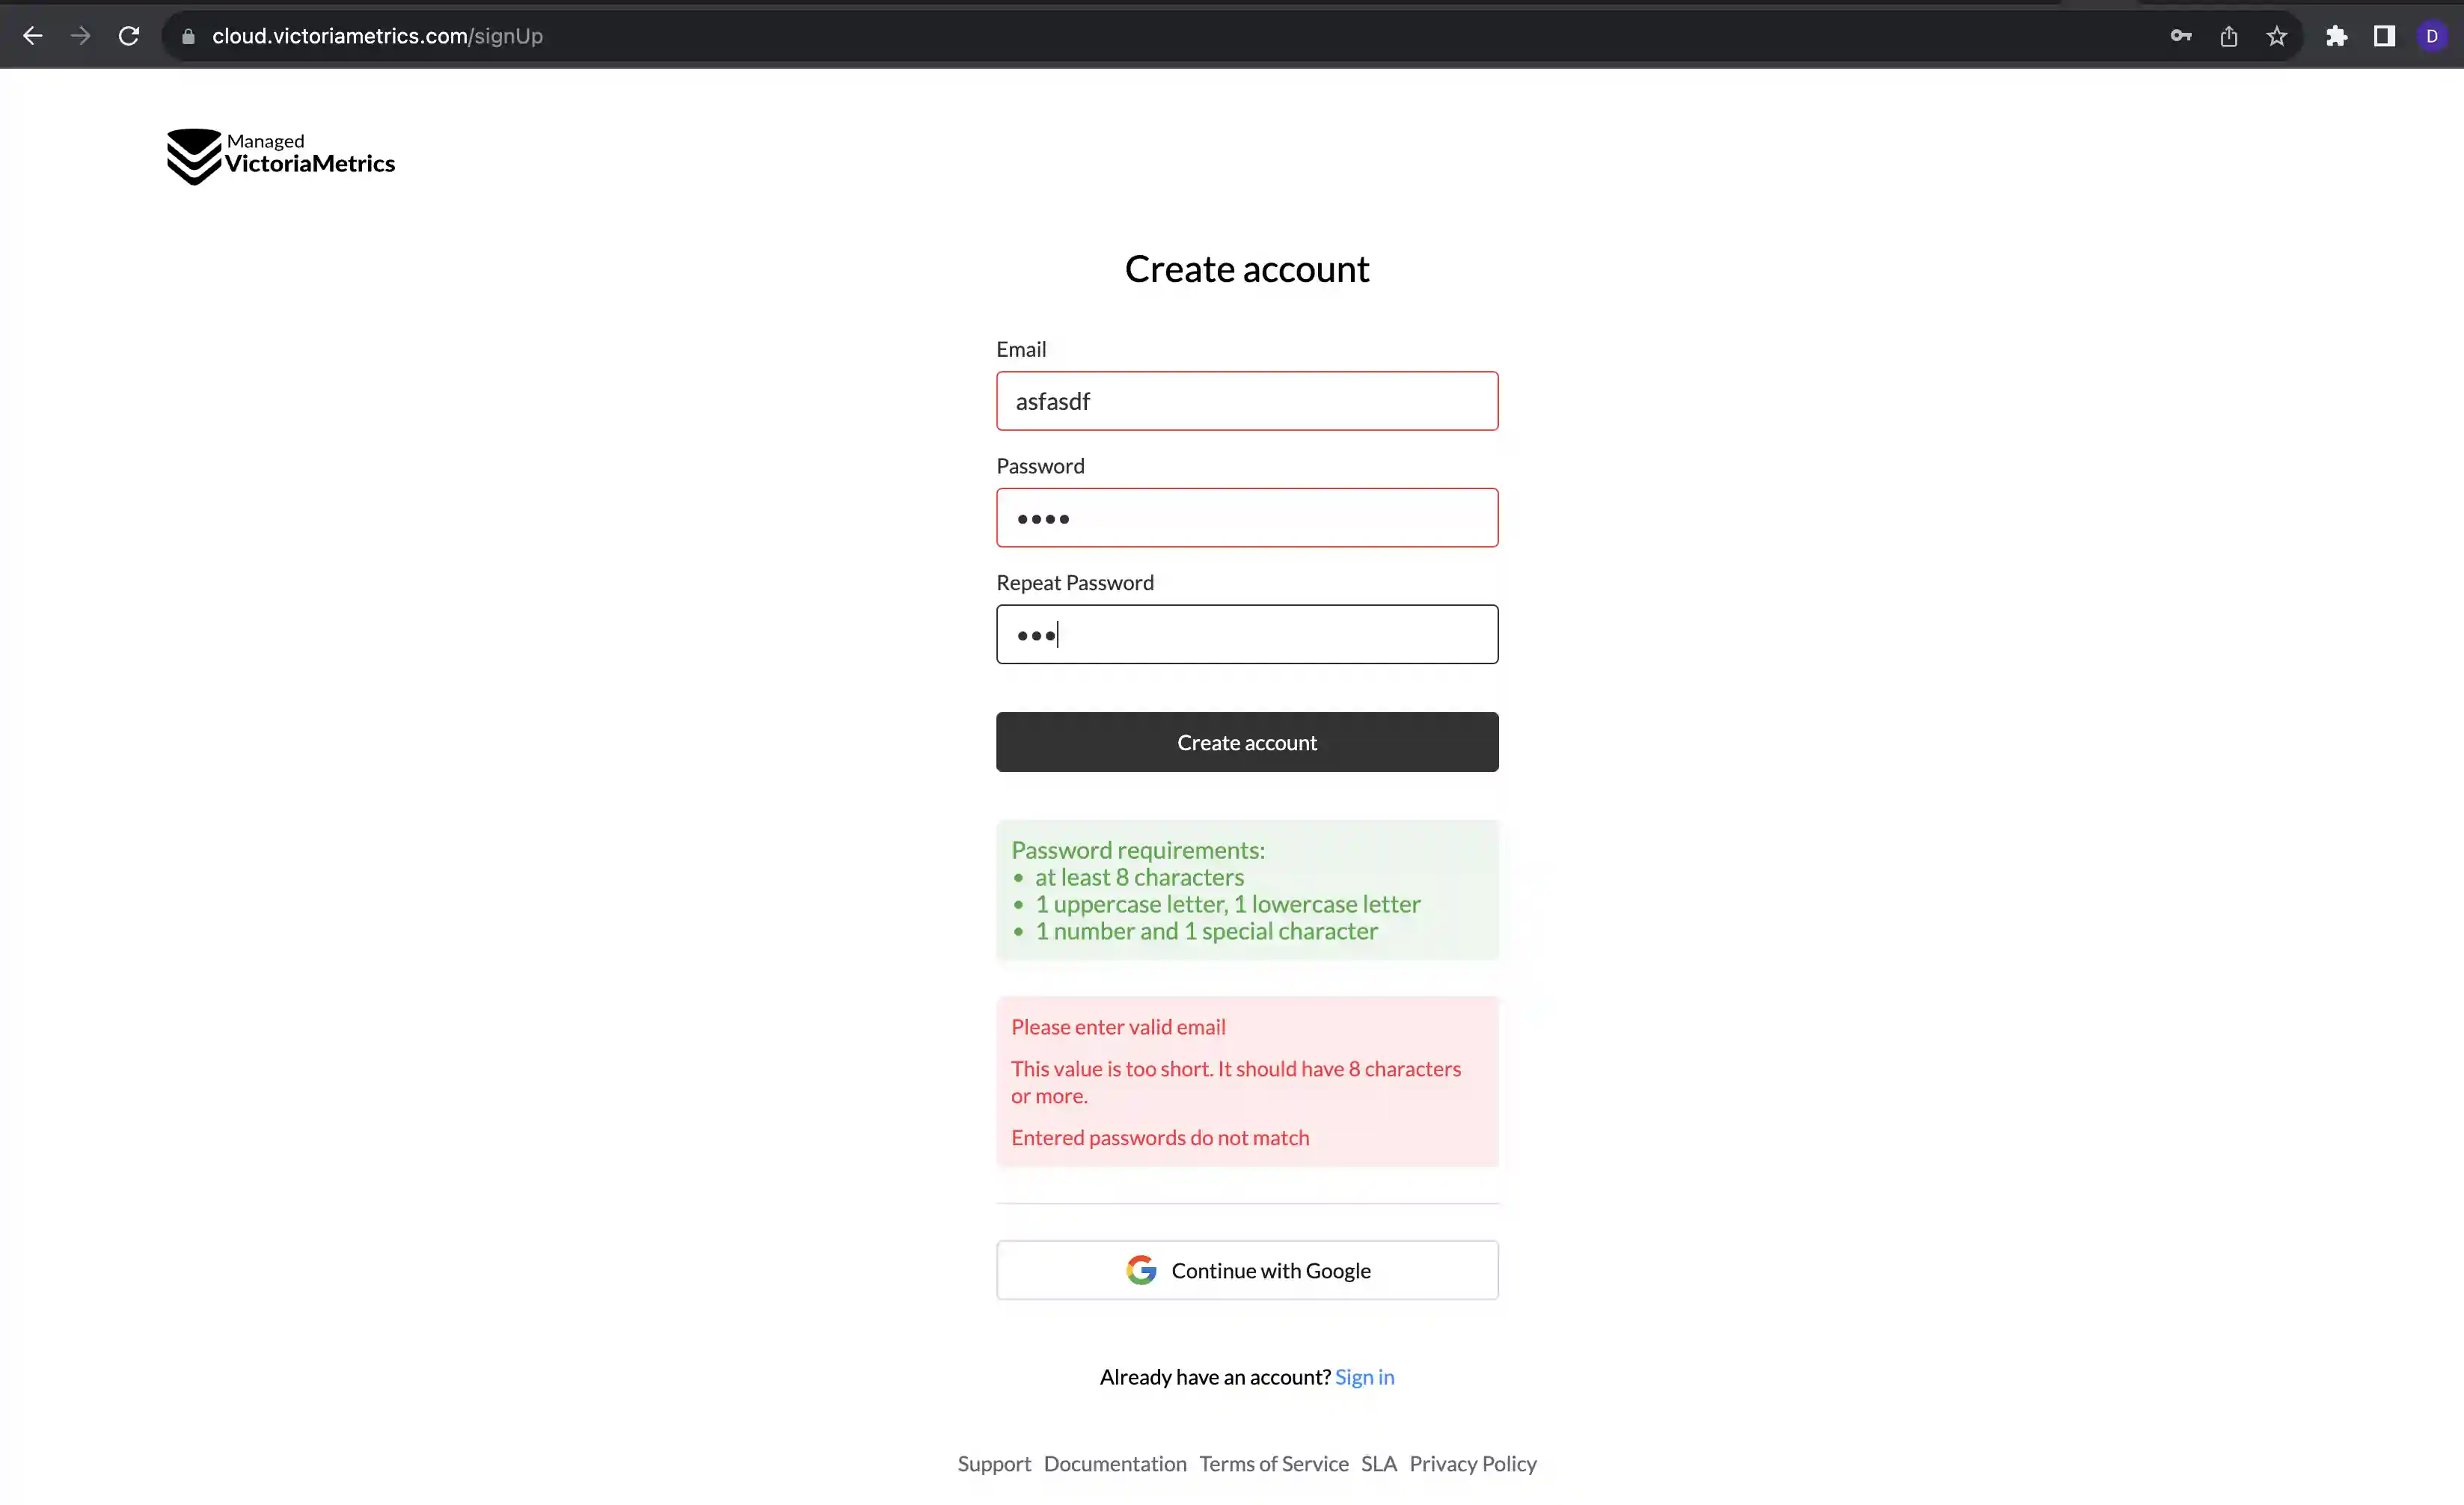 cloud.victoriametrics.com/signUp
D
Managed
VictoriaMetrics
Create account
Email
asfasdf
Password
••••
Repeat Password
•••
Create account
Password requirements:
• at least 8 characters
• 1 uppercase letter, 1 lowercase letter
• 1 number and 1 special character
Please enter valid email
This value is too short. It should have 8 characters
or more.
Entered passwords do not match
Continue with Google
Already have an account? Sign in
Support Documentation Terms of Service SLA Privacy Policy